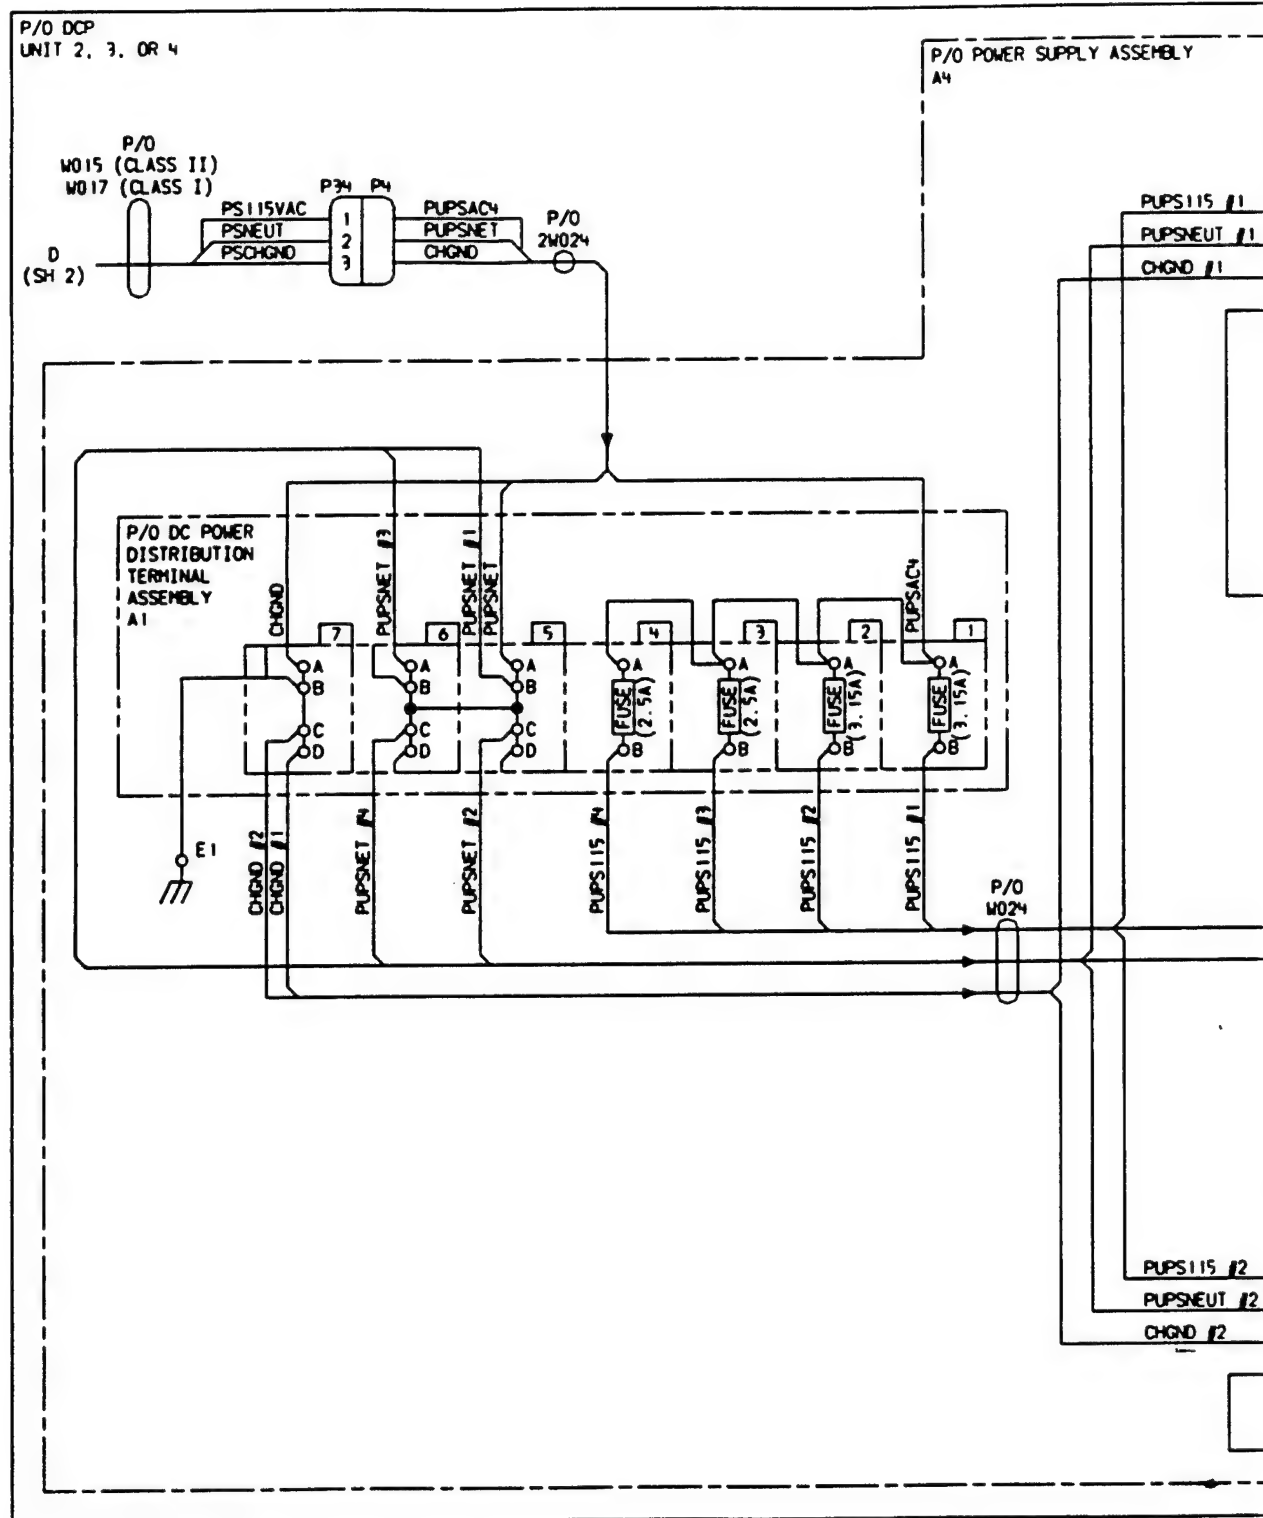 P/O DCP
UNIT 2, 3, OR 4
P/O POWER SUPPLY ASSEMBLY
A4
P/O
W015 (CLASS II)
W017 (CLASS I)
P34 P4
PS115VAC 1 PUPSAC4
PSNEUT 2 PUPSNET
PSCHGND 3 CHGND
P/O
2W024
D
(SH 2)
PUPS115 #1
PUPSNEUT #1
CHGND #1
P/O DC POWER
DISTRIBUTION
TERMINAL
ASSEMBLY
A1
CHGND
PUPSNET #3
PUPSNET #1
PUPSNET
PUPSAC4
7 6 5 4 3 2 1
A A A A A A A
B B B
FUSE (2.5A) FUSE (2.5A) FUSE (3.15A) FUSE (3.15A)
C C C
D D D B B B B
E1
CHGND #2
CHGND #1
PUPSNET #4
PUPSNET #2
PUPS115 #4
PUPS115 #3
PUPS115 #2
PUPS115 #1
P/O
W024
PUPS115 #2
PUPSNEUT #2
CHGND #2